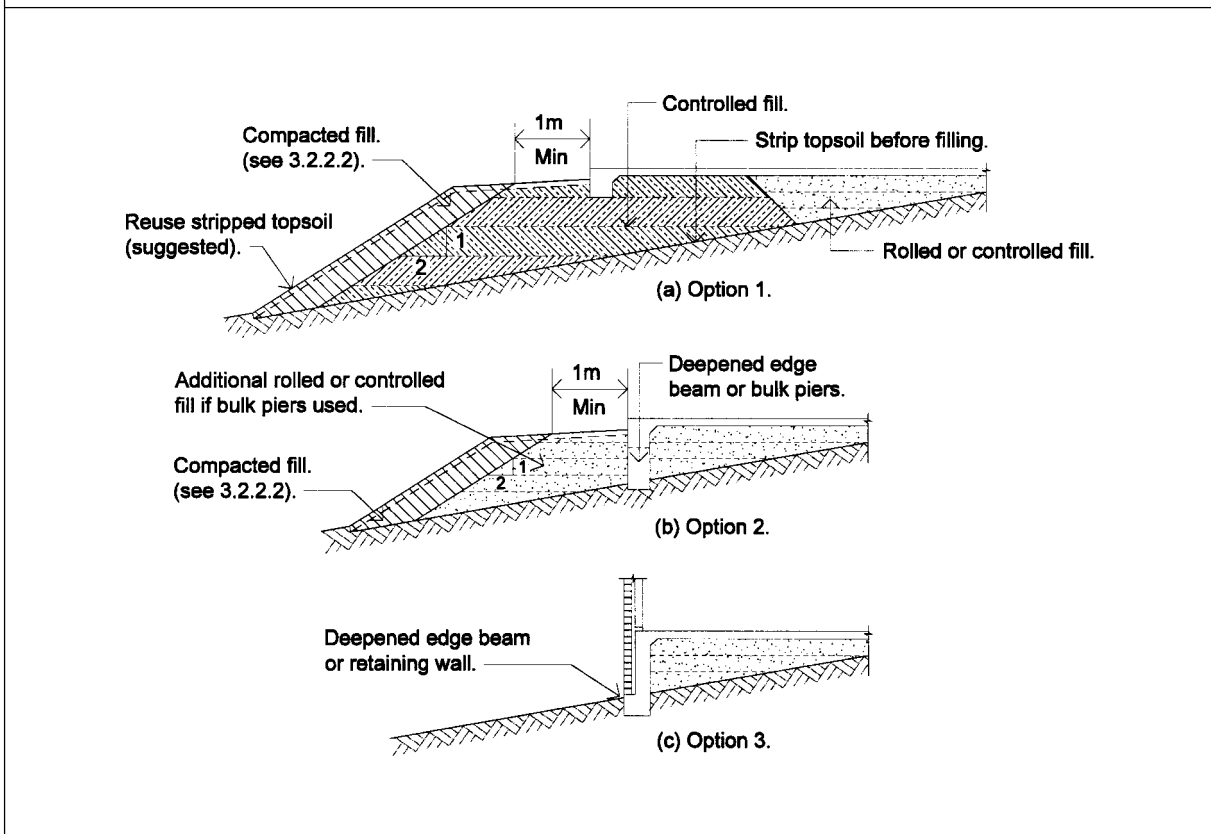 Controlled fill.
1m
Compacted fill.
(see 3.2.2.2).
Strip topsoil before filling.
Min
Reuse stripped topsoil
(suggested).
1
2
Rolled or controlled fill.
(a) Option 1.
Additional rolled or controlled
fill if bulk piers used.
1m
Min
Deepened edge
beam or bulk piers.
Compacted fill.
(see 3.2.2.2).
1
2
(b) Option 2.
Deepened edge beam
or retaining wall.
(c) Option 3.